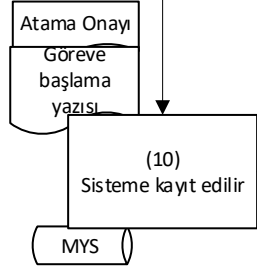 Atama Onayı
Göreve
başlama
yazısı
(10)
Sisteme kayıt edilir
MYS